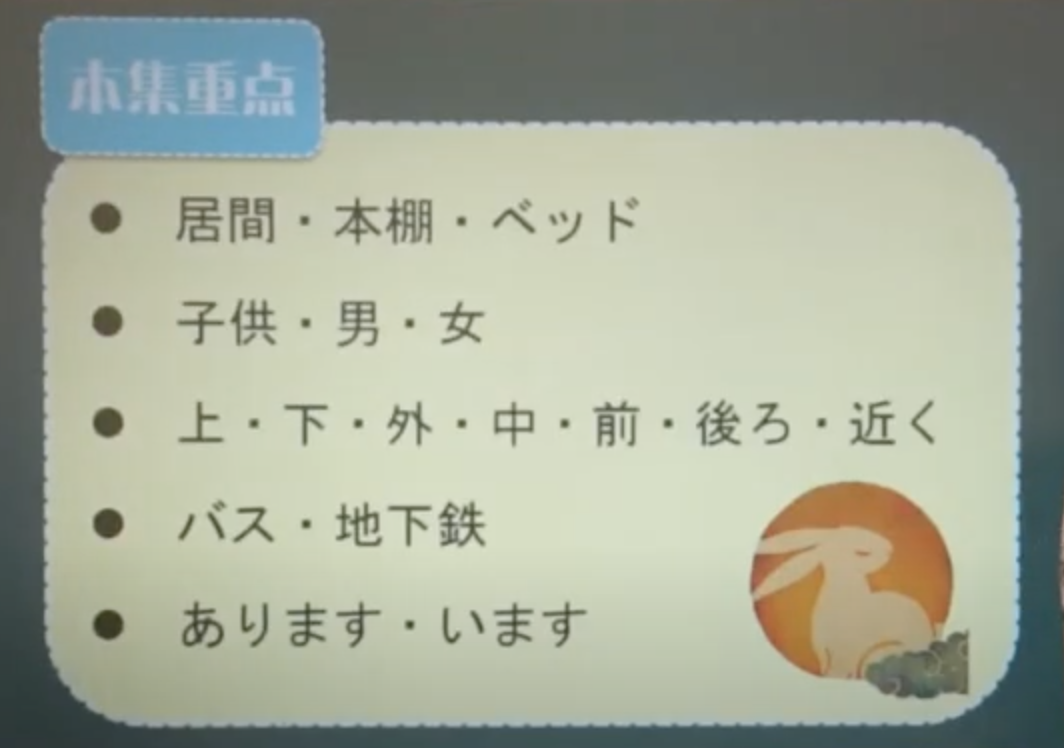 本集重点
● 居間・本棚・ベッド
● 子供・男・女
● 上・下・外・中・前・後ろ・近く
● バス・地下鉄
● あります・います